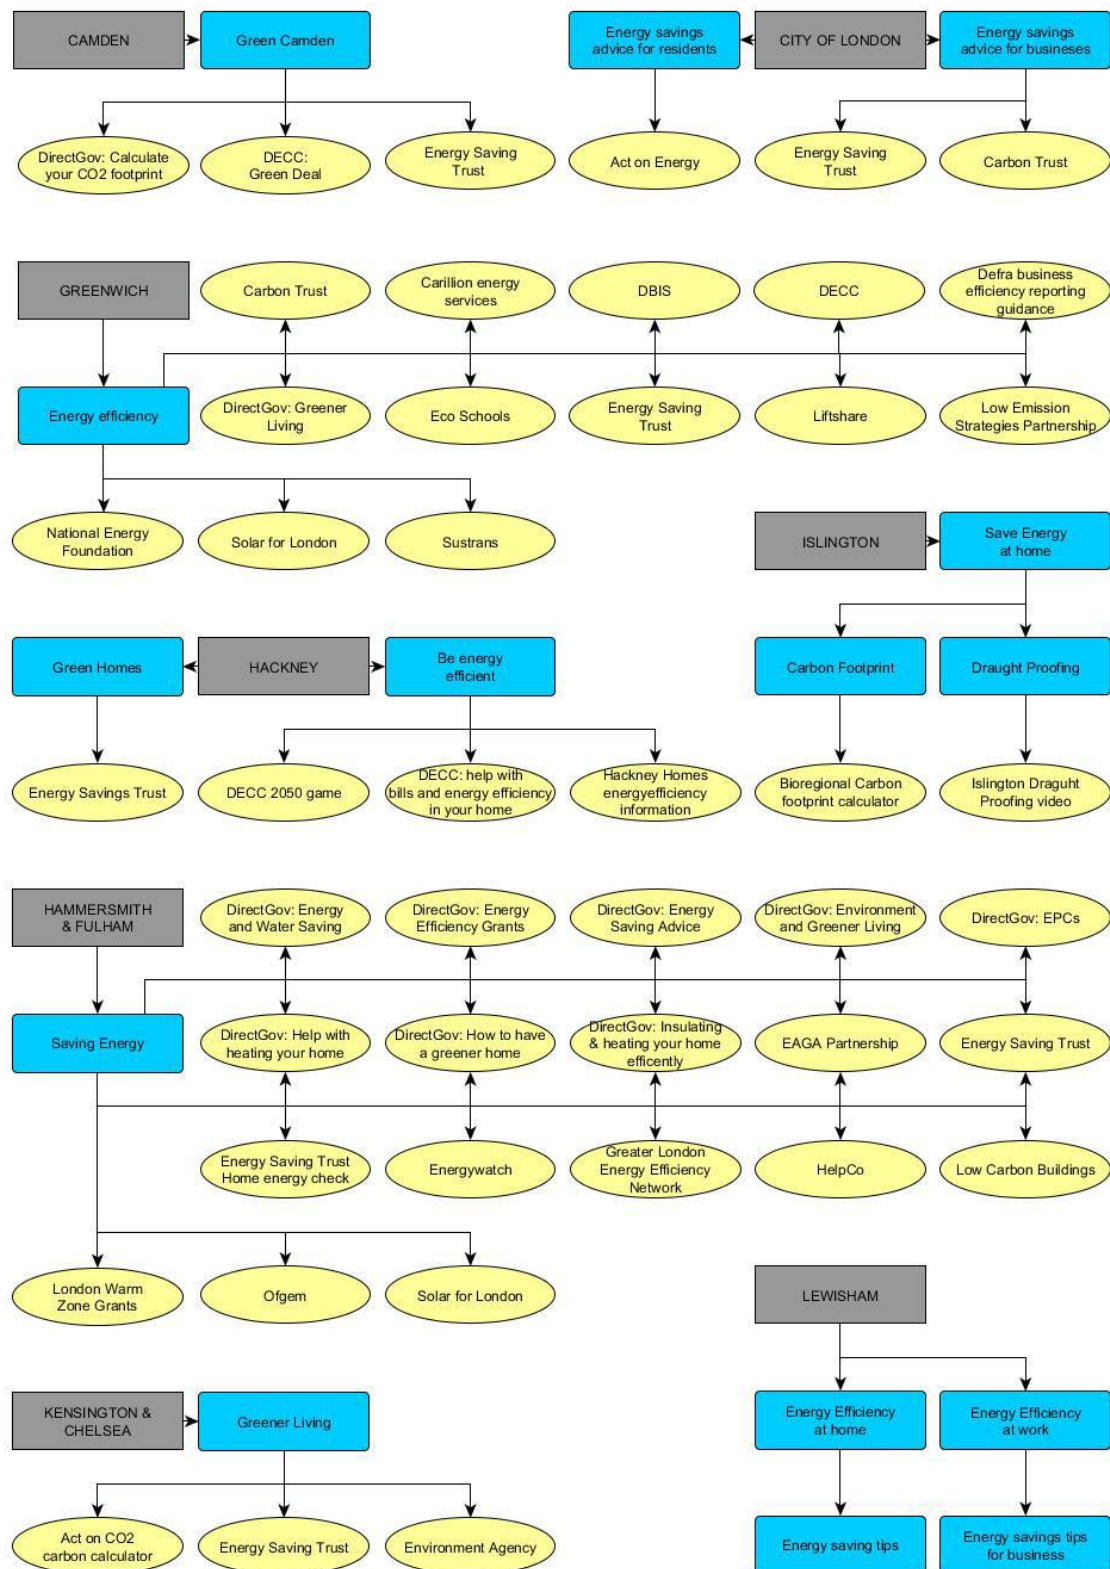 CAMDEN
Green Camden
Energy savings
advice for residents
CITY OF LONDON
Energy savings
advice for busineses
DirectGov: Calculate
your CO2 footprint
DECC:
Green Deal
Energy Saving
Trust
Act on Energy
Energy Saving
Trust
Carbon Trust
GREENWICH
Carbon Trust
Carillion energy
services
DBIS
DECC
Defra business
efficiency reporting
guidance
Energy efficiency
DirectGov: Greener
Living
Eco Schools
Energy Saving
Trust
Liftshare
Low Emission
Strategies Partnership
National Energy
Foundation
Solar for London
Sustrans
ISLINGTON
Save Energy
at home
Green Homes
HACKNEY
Be energy
efficient
Carbon Footprint
Draught Proofing
Energy Savings Trust
DECC 2050 game
DECC: help with
bills and energy efficiency
in your home
Hackney Homes
energyefficiency
information
Bioregional Carbon
footprint calculator
Islington Draguht
Proofing video
HAMMERSMITH
& FULHAM
DirectGov: Energy
and Water Saving
DirectGov: Energy
Efficiency Grants
DirectGov: Energy
Saving Advice
DirectGov: Environment
and Greener Living
DirectGov: EPCs
Saving Energy
DirectGov: Help with
heating your home
DirectGov: How to have
a greener home
DirectGov: Insulating
& heating your home
efficently
EAGA Partnership
Energy Saving Trust
Energy Saving Trust
Home energy check
Energywatch
Greater London
Energy Efficiency
Network
HelpCo
Low Carbon Buildings
London Warm
Zone Grants
Ofgem
Solar for London
LEWISHAM
KENSINGTON &
CHELSEA
Greener Living
Energy Efficiency
at home
Energy Efficiency
at work
Act on CO2
carbon calculator
Energy Saving Trust
Environment Agency
Energy saving tips
Energy savings tips
for business